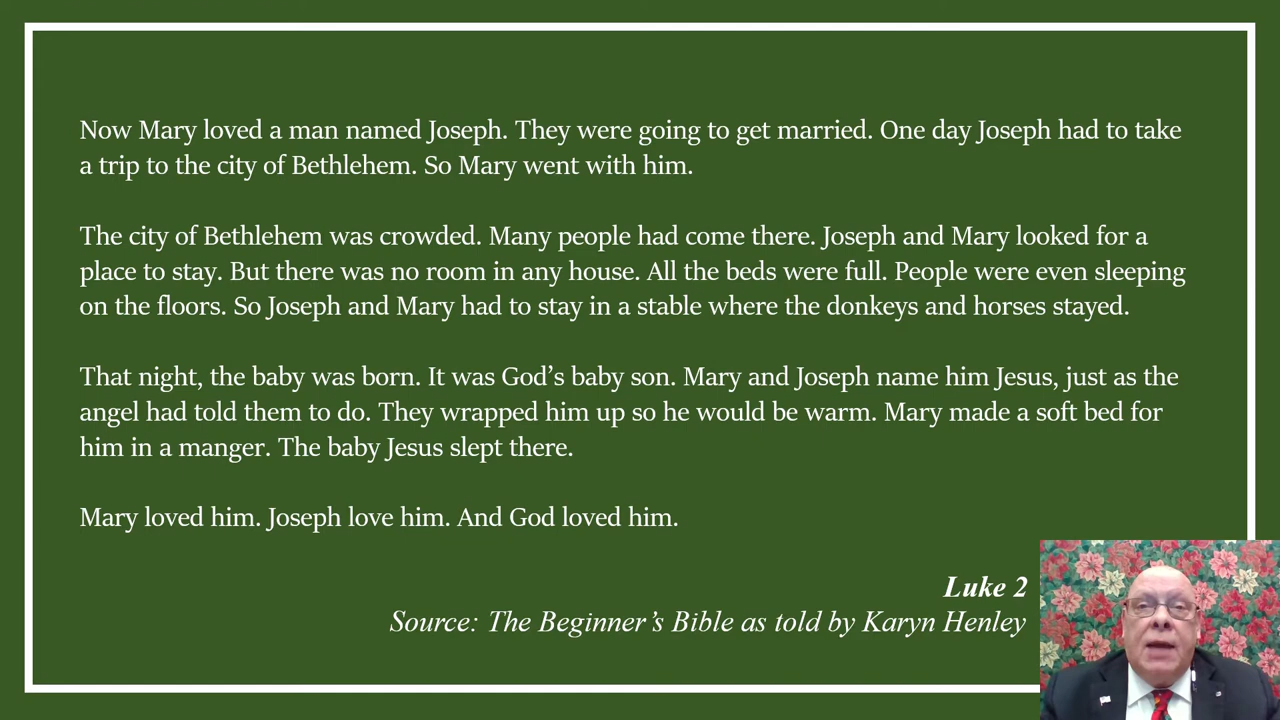 Now Mary loved a man named Joseph. They were going to get married. One day Joseph had to take
a trip to the city of Bethlehem. So Mary went with him.
The city of Bethlehem was crowded. Many people had come there. Joseph and Mary looked for a
place to stay. But there was no room in any house. All the beds were full. People were even sleeping
on the floors. So Joseph and Mary had to stay in a stable where the donkeys and horses stayed.
That night, the baby was born. It was God’s baby son. Mary and Joseph name him Jesus, just as the
angel had told them to do. They wrapped him up so he would be warm. Mary made a soft bed for
him in a manger. The baby Jesus slept there.
Mary loved him. Joseph love him. And God loved him.
Luke 2
Source: The Beginner’s Bible as told by Karyn Henley